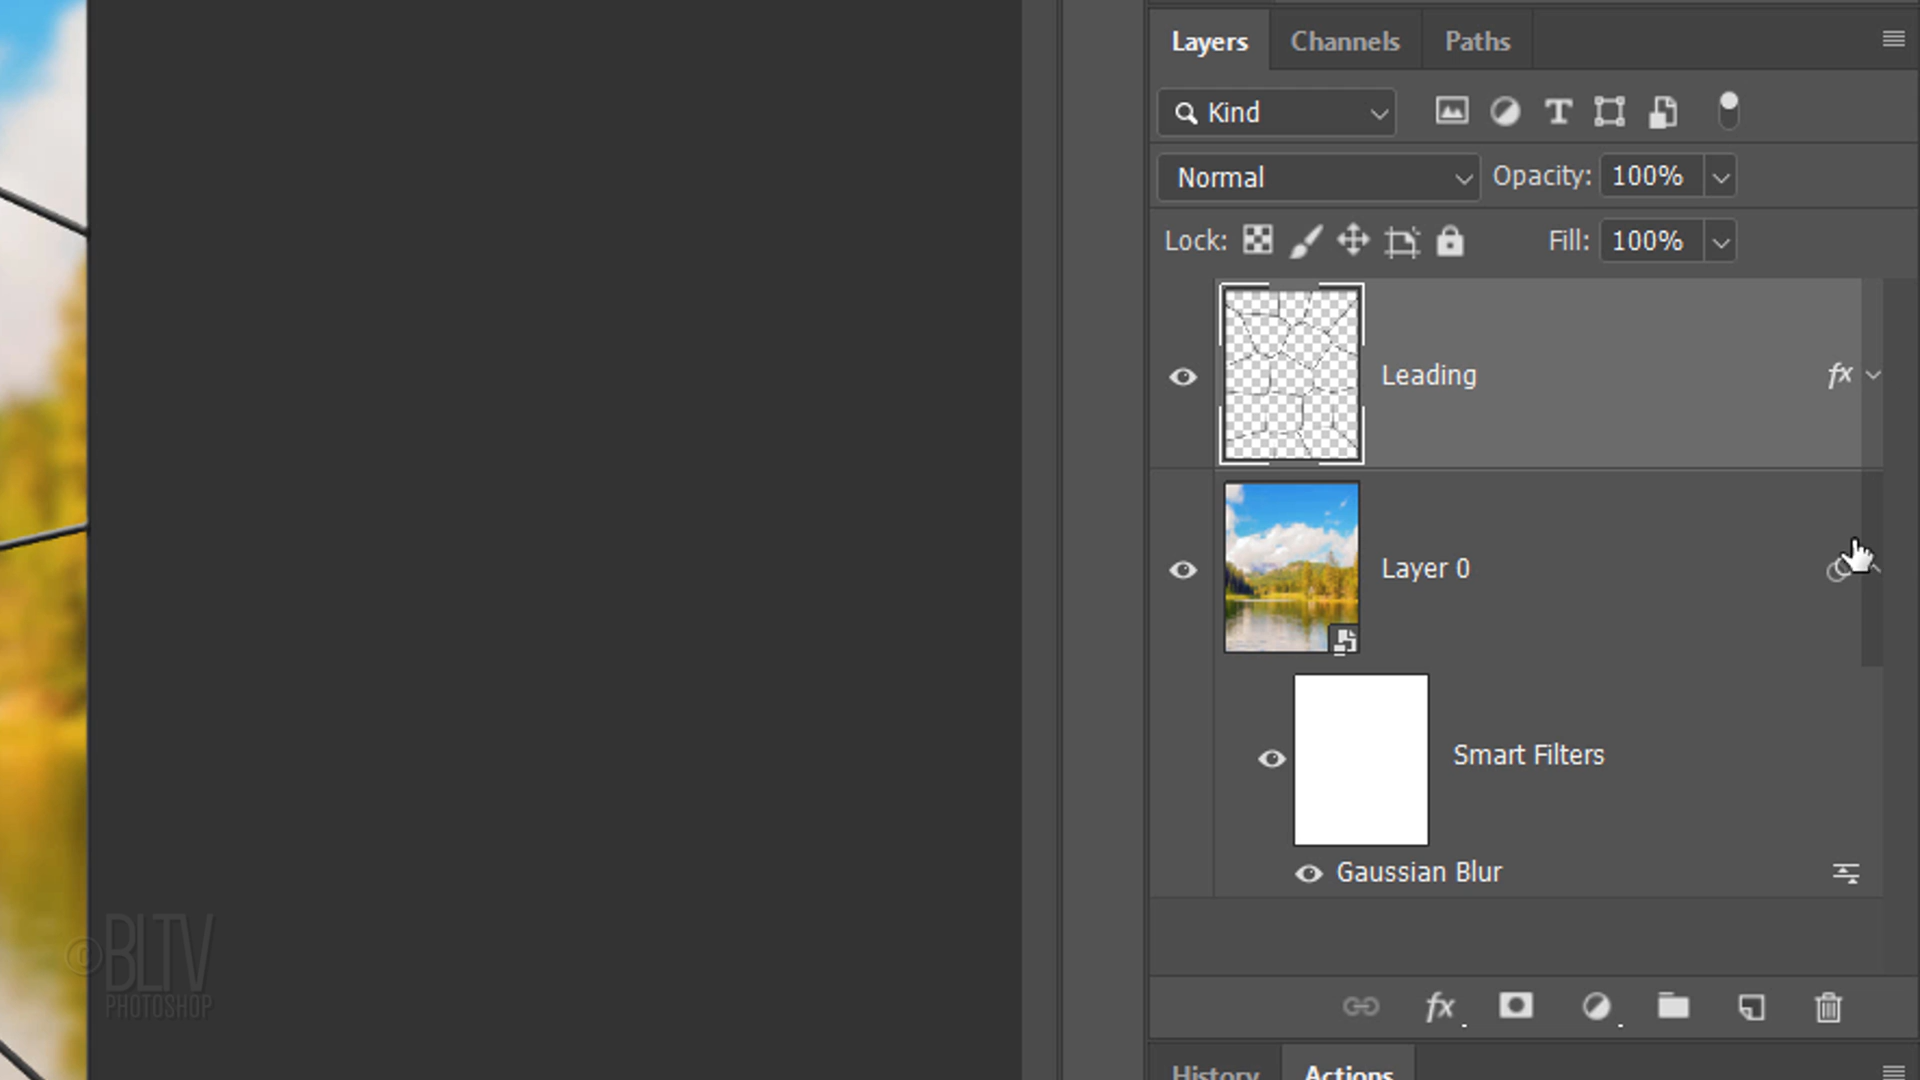 Layers Channels Paths
Kind
Normal Opacity: 100%
Lock: Fill: 100%
Leading fx
Layer 0
Smart Filters
Gaussian Blur
©BLTV
PHOTOSHOP
fx
History Actions